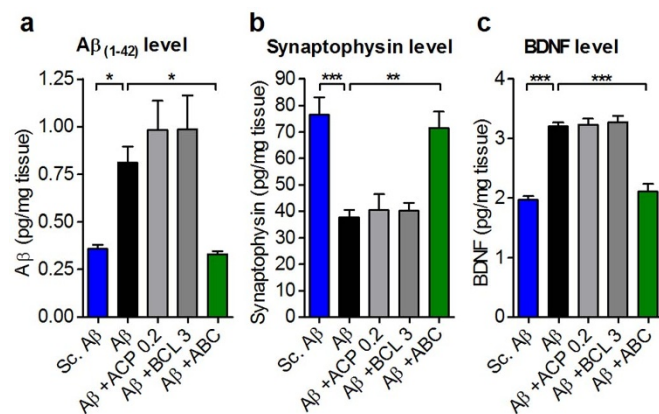 a
Aβ(1-42) level
Aβ (pg/mg tissue)
1.25
1.00
0.75
0.50
0.25
0.00
*
*
Sc. Aβ
Aβ
Aβ +ACP 0.2
Aβ +BCL 3
Aβ +ABC
b
Synaptophysin level
Synaptophysin (pg/mg tissue)
90
80
70
60
50
40
30
20
10
0
***
**
Sc. Aβ
Aβ
Aβ +ACP 0.2
Aβ +BCL 3
Aβ +ABC
c
BDNF level
BDNF (pg/mg tissue)
4
3
2
1
0
***
***
Sc. Aβ
Aβ
Aβ +ACP 0.2
Aβ +BCL 3
Aβ +ABC